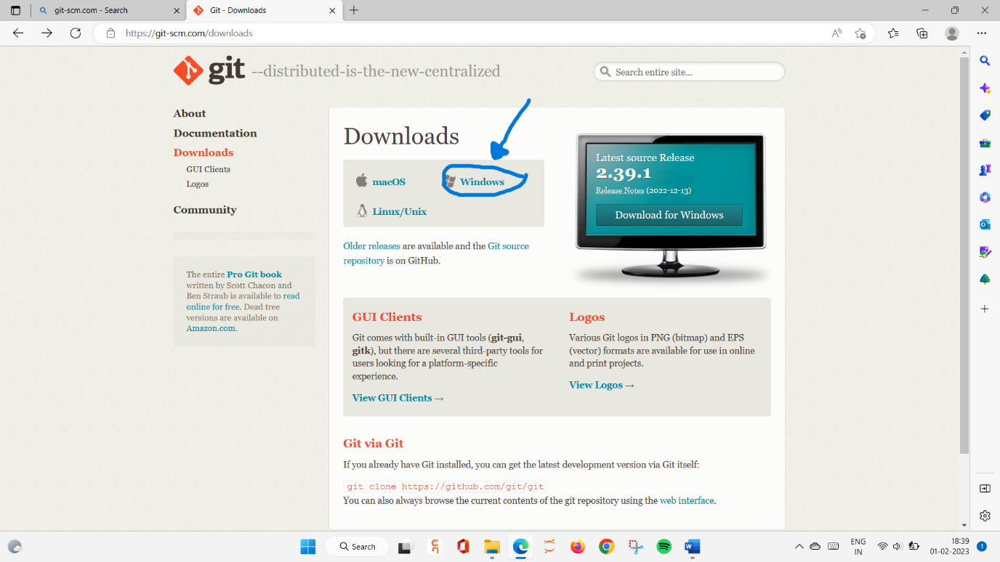 git-scm.com - Search
Git - Downloads
https://git-scm.com/downloads
git --distributed-is-the-new-centralized
Search entire site...
About
Documentation
Downloads
GUI Clients
Logos
Community
The entire Pro Git book
written by Scott Chacon and
Ben Straub is available to read
online for free. Dead tree
versions are available on
Amazon.com.
Downloads
macOS
Windows
Linux/Unix
Older releases are available and the Git source
repository is on GitHub.
Latest source Release
2.39.1
Release Notes (2022-12-13)
Download for Windows
GUI Clients
Git comes with built-in GUI tools (git-gui,
gitk), but there are several third-party tools for
users looking for a platform-specific
experience.
View GUI Clients →
Logos
Various Git logos in PNG (bitmap) and EPS
(vector) formats are available for use in online
and print projects.
View Logos →
Git via Git
If you already have Git installed, you can get the latest development version via Git itself:
git clone https://github.com/git/git
You can also always browse the current contents of the git repository using the web interface.
Search
ENG
IN
18:39
01-02-2023
1